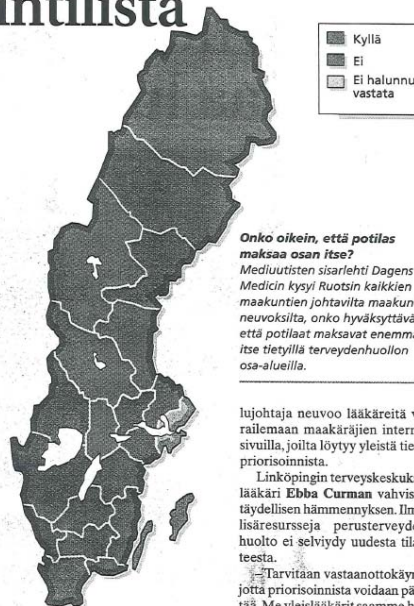 intilista
Kyllä
Ei
Ei halunnu
vastata
Onko oikein, että potilas
maksaa osan itse?
Mediuutisten sisarlehti Dagens
Medicin kysyi Ruotsin kaikkien
maakuntien johtavilta maakun
neuvoksilta, onko hyväksyttävä
että potilaat maksavat enemmä
itse tietyillä terveydenhuollon
osa-alueilla.
lujohtaja neuvoo lääkäreitä v
railemaan maakäräjien intern
sivuilla, joilta löytyy yleistä tie
priorisoinnista.
Linköpingin terveyskeskuks
lääkäri Ebba Curman vahvis
täydellisen hämmennyksen. Ilm
lisäresursseja perusterveyde
huolto ei selviydy uudesta tila
teesta.
–Tarvitaan vastaanottokäyn
jotta priorisoinnista voidaan pä
tää. Me yleislääkärit saamme h